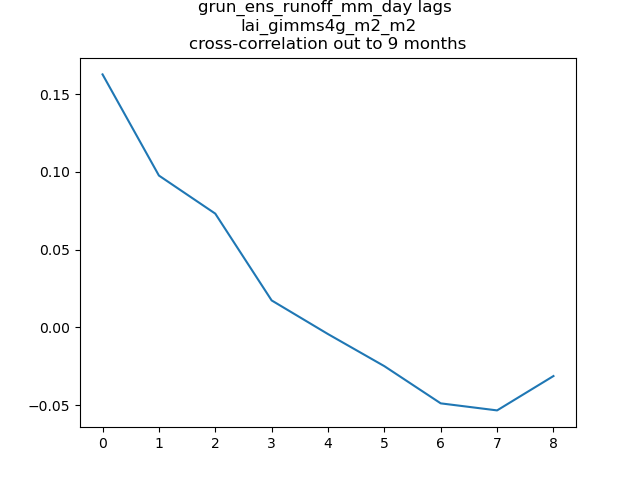 grun_ens_runoff_mm_day lags
lai_gimms4g_m2_m2
cross-correlation out to 9 months
0.15
0.10
0.05
0.00
−0.05
0 1 2 3 4 5 6 7 8